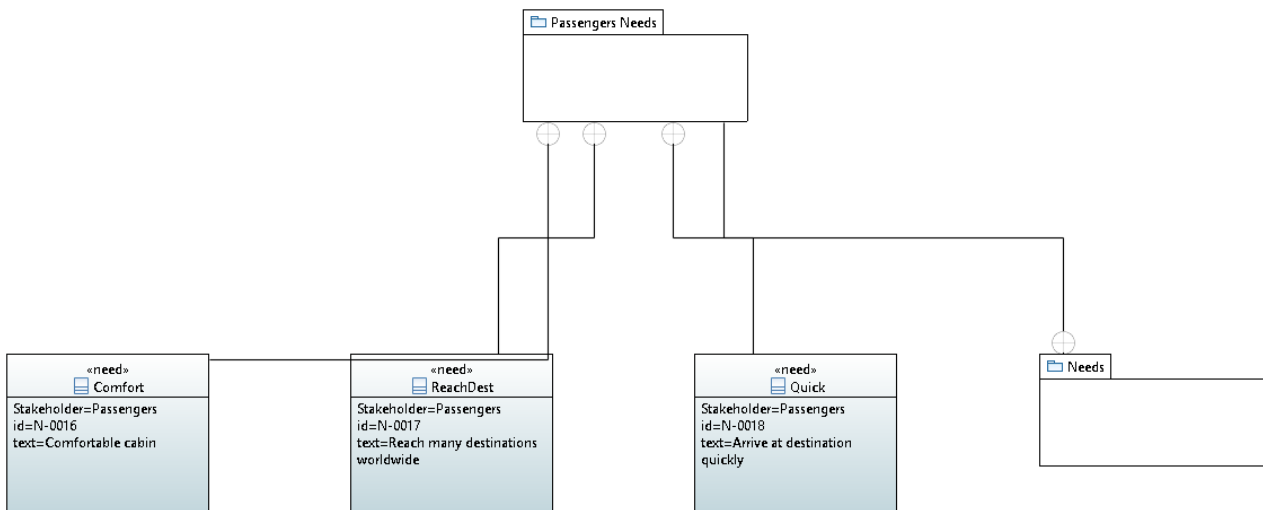 Passengers Needs
«need»
Comfort
Stakeholder=Passengers
id=N-0016
text=Comfortable cabin
«need»
ReachDest
Stakeholder=Passengers
id=N-0017
text=Reach many destinations
worldwide
«need»
Quick
Stakeholder=Passengers
id=N-0018
text=Arrive at destination
quickly
Needs